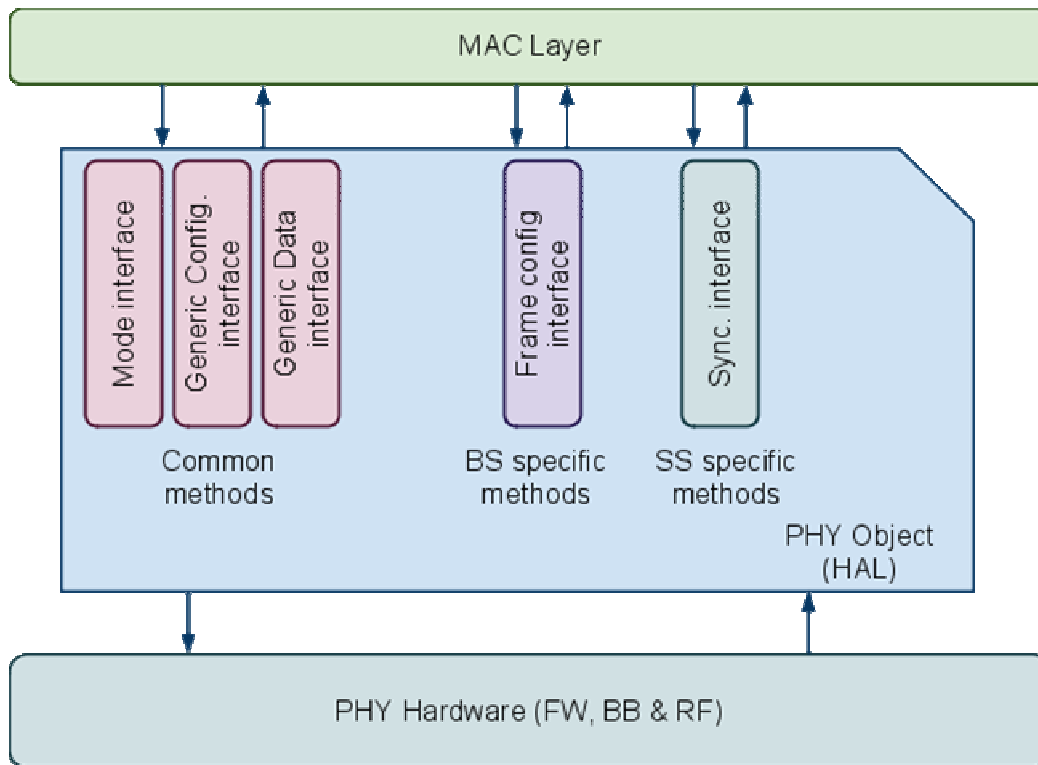 MAC Layer
Mode interface
Generic Config.
interface
Generic Data
interface
Frame config
interface
Sync. interface
Common
methods
BS specific
methods
SS specific
methods
PHY Object
(HAL)
PHY Hardware (FW, BB & RF)